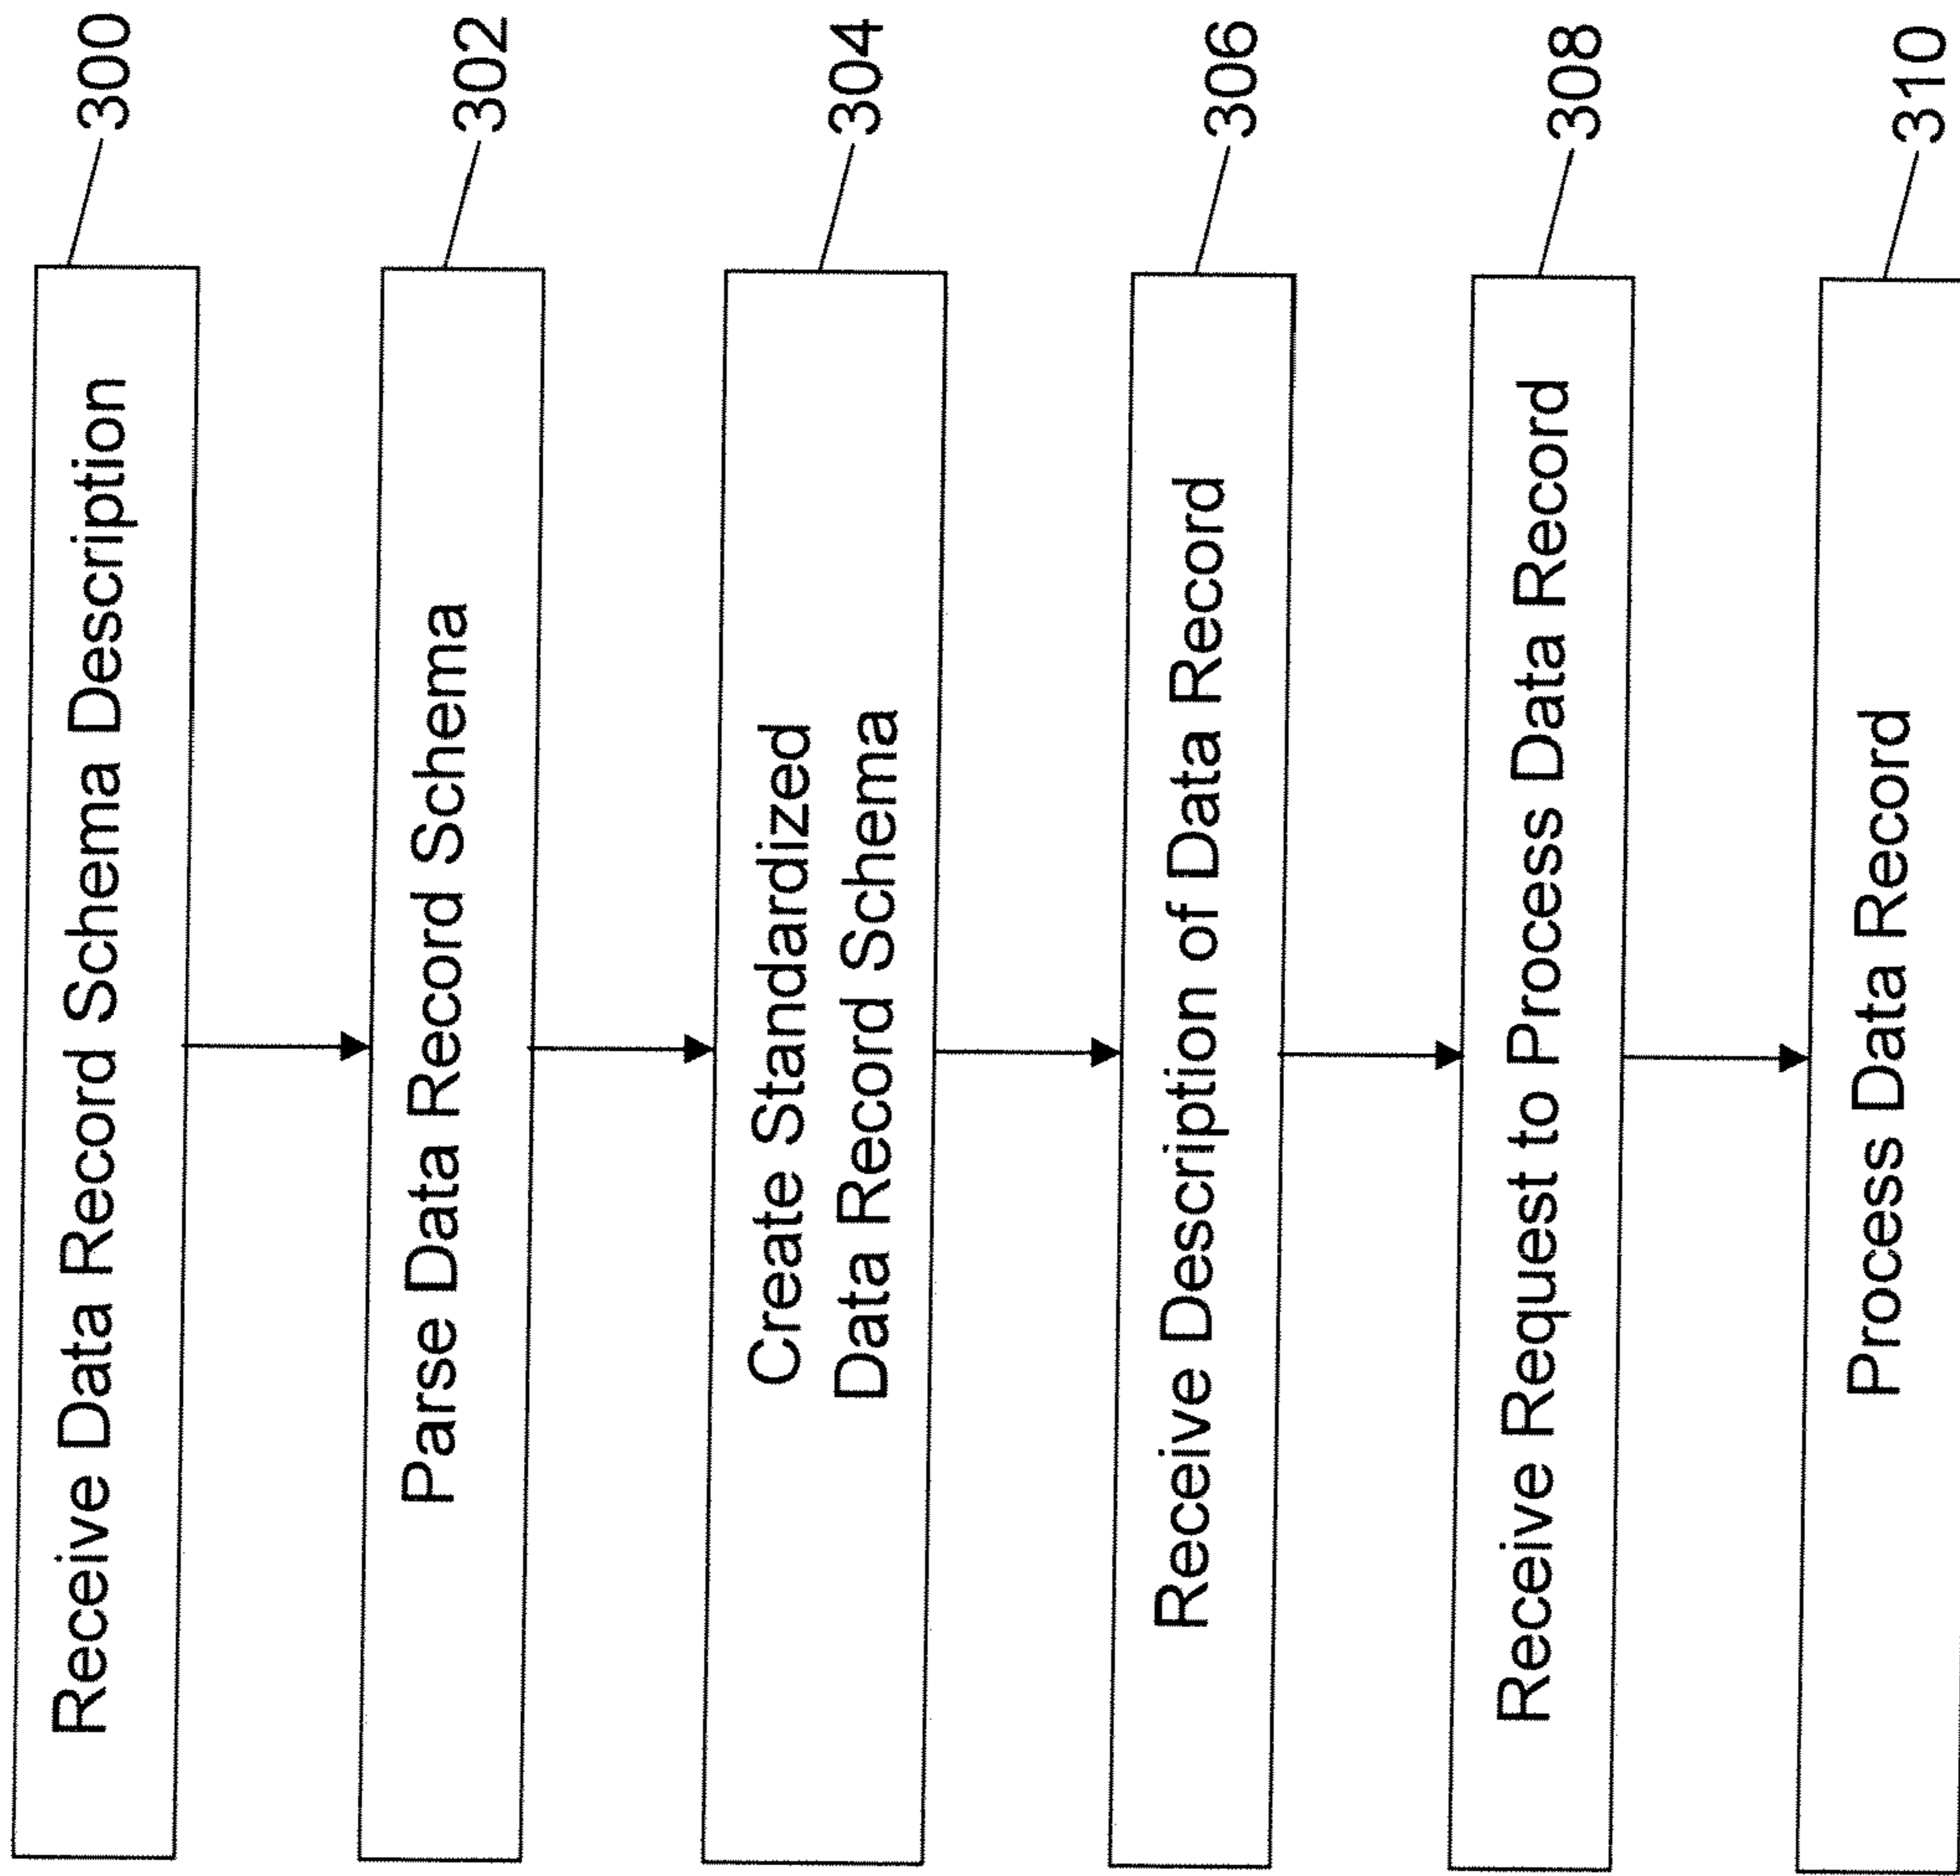 Receive Data Record Schema Description
300
Parse Data Record Schema
302
Create Standardized
Data Record Schema
304
Receive Description of Data Record
306
Receive Request to Process Data Record
308
Process Data Record
310